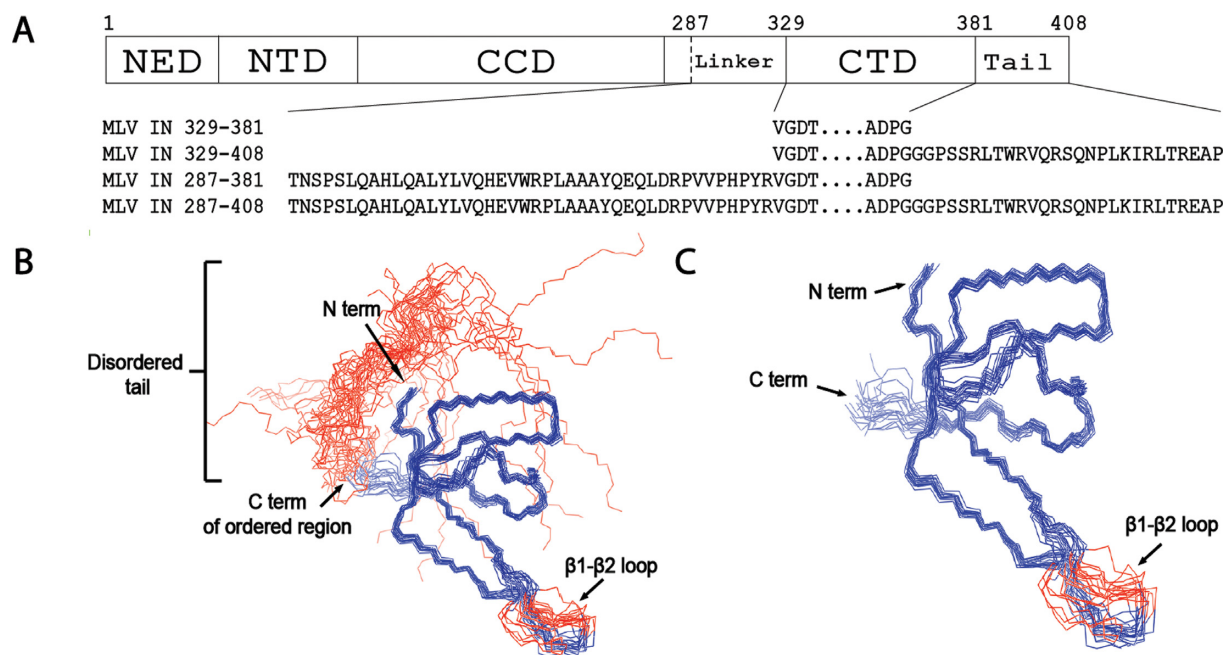 A
1 287 329 381 408
NED NTD CCD Linker CTD Tail
MLV IN 329-381 VGDT....ADPG
MLV IN 329-408 VGDT....ADPGGGPSSRLTWRVQRSQNPLKIRLTREAP
MLV IN 287-381 TNSPSLQAHLQALYLVQHEVWRPLAAAYQEQLDRPVVPHPYRVGDT....ADPG
MLV IN 287-408 TNSPSLQAHLQALYLVQHEVWRPLAAAYQEQLDRPVVPHPYRVGDT....ADPGGGPSSRLTWRVQRSQNPLKIRLTREAP
B
N term
Disordered
tail
C term
of ordered region
β1-β2 loop
C
N term
C term
β1-β2 loop